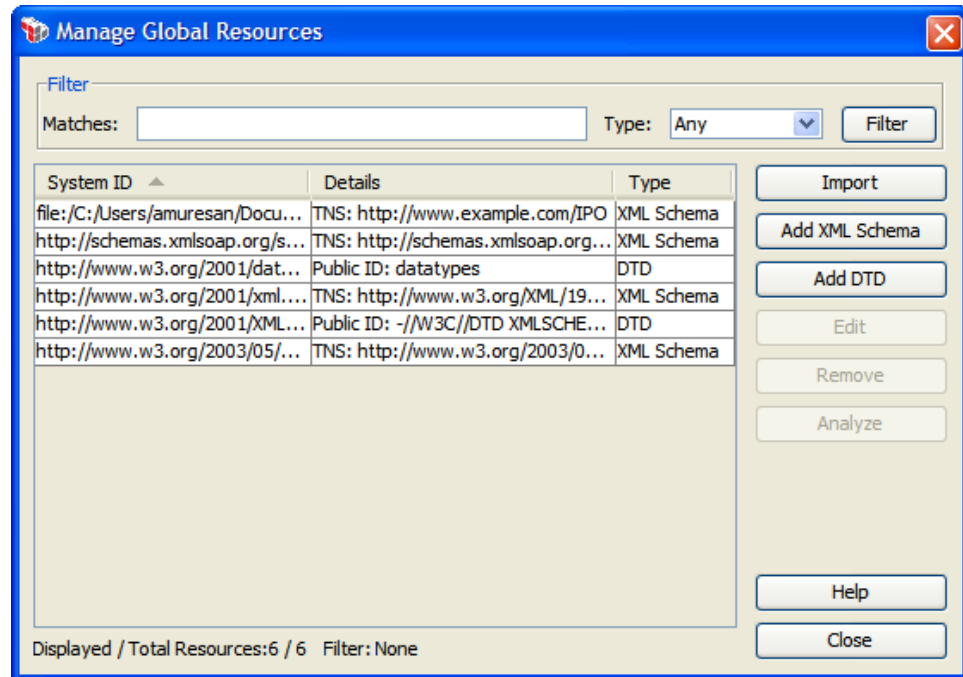 Manage Global Resources
Filter
Matches: Type: Any Filter
System ID Details Type
file:/C:/Users/amuresan/Docu... TNS: http://www.example.com/IPO XML Schema
http://schemas.xmlsoap.org/s... TNS: http://schemas.xmlsoap.org... XML Schema
http://www.w3.org/2001/dat... Public ID: datatypes DTD
http://www.w3.org/2001/xml.... TNS: http://www.w3.org/XML/19... XML Schema
http://www.w3.org/2001/XML... Public ID: -//W3C//DTD XMLSCHE... DTD
http://www.w3.org/2003/05/... TNS: http://www.w3.org/2003/0... XML Schema
Import
Add XML Schema
Add DTD
Edit
Remove
Analyze
Help
Close
Displayed / Total Resources:6 / 6 Filter: None